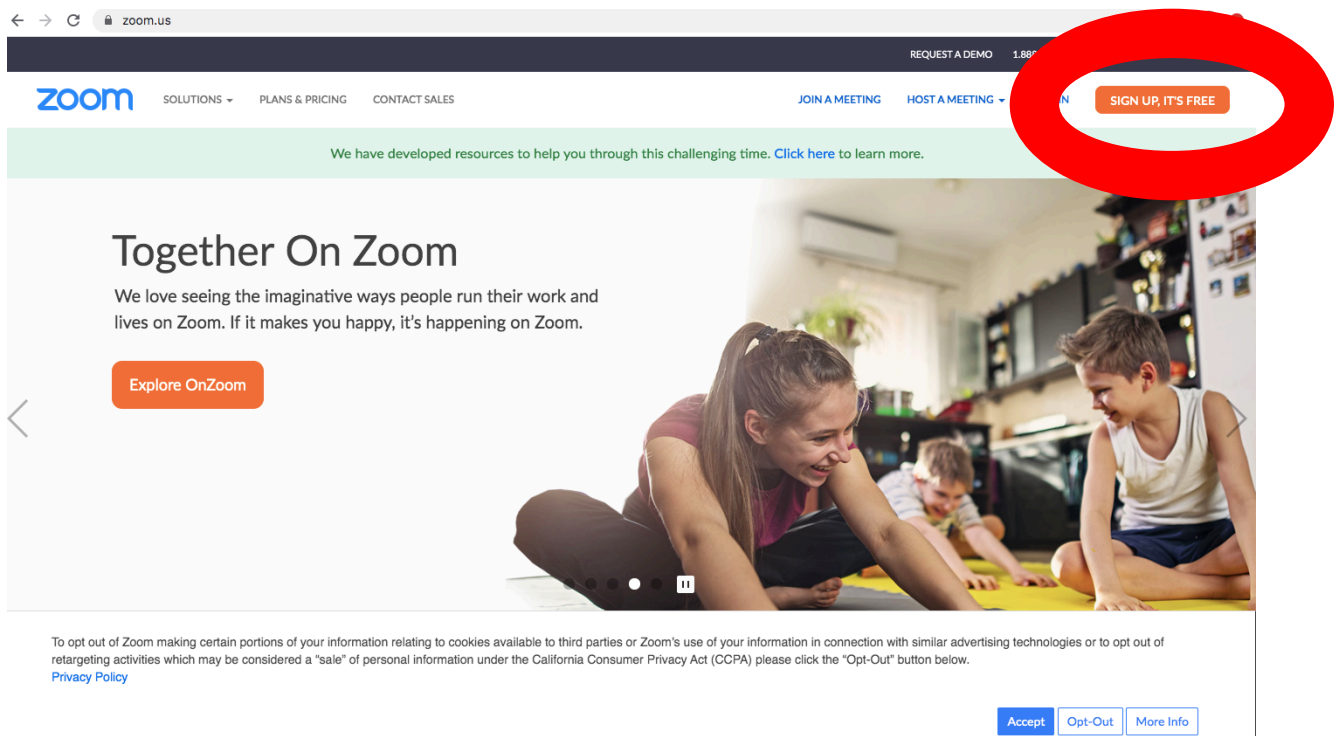 zoom.us
REQUEST A DEMO 1.88
zoom SOLUTIONS PLANS & PRICING CONTACT SALES JOIN A MEETING HOST A MEETING IN SIGN UP, IT'S FREE
We have developed resources to help you through this challenging time. Click here to learn more.
Together On Zoom
We love seeing the imaginative ways people run their work and
lives on Zoom. If it makes you happy, it's happening on Zoom.
Explore OnZoom
To opt out of Zoom making certain portions of your information relating to cookies available to third parties or Zoom's use of your information in connection with similar advertising technologies or to opt out of
retargeting activities which may be considered a "sale" of personal information under the California Consumer Privacy Act (CCPA) please click the "Opt-Out" button below.
Privacy Policy
Accept Opt-Out More Info